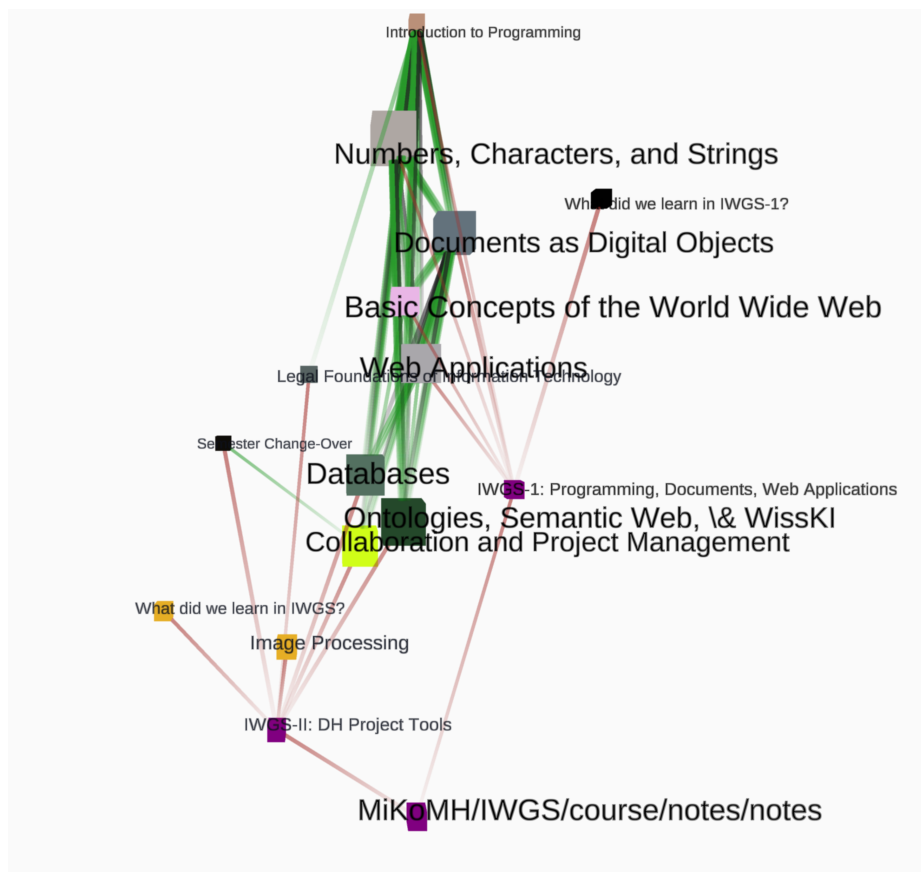 Introduction to Programming
Numbers, Characters, and Strings
What did we learn in IWGS-1?
Documents as Digital Objects
Basic Concepts of the World Wide Web
Web Applications
Legal Foundations of Information Technology
Semester Change-Over
Databases
IWGS-1: Programming, Documents, Web Applications
Ontologies, Semantic Web, \& WissKI
Collaboration and Project Management
What did we learn in IWGS?
Image Processing
IWGS-II: DH Project Tools
MiKoMH/IWGS/course/notes/notes